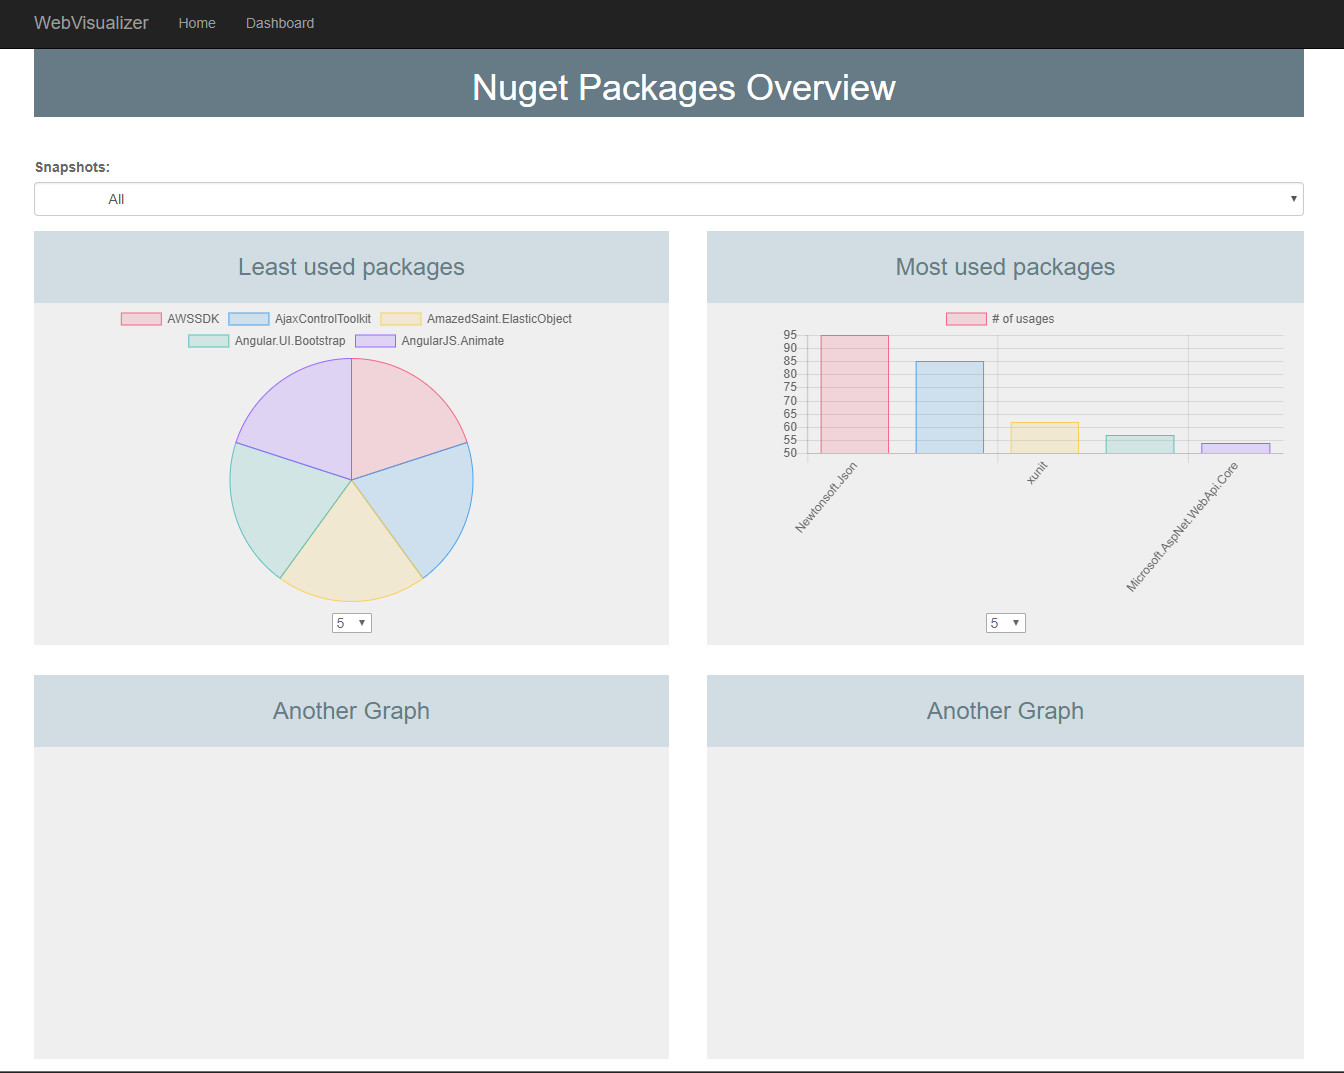 WebVisualizer Home Dashboard
Nuget Packages Overview
Snapshots:
All
Least used packages
AWSSDK AjaxControlToolkit AmazedSaint.ElasticObject
Angular.UI.Bootstrap AngularJS.Animate
5
Most used packages
# of usages
95
90
85
80
75
70
65
60
55
50
Newtonsoft.Json
xunit
Microsoft.AspNet.WebApi.Core
5
Another Graph
Another Graph